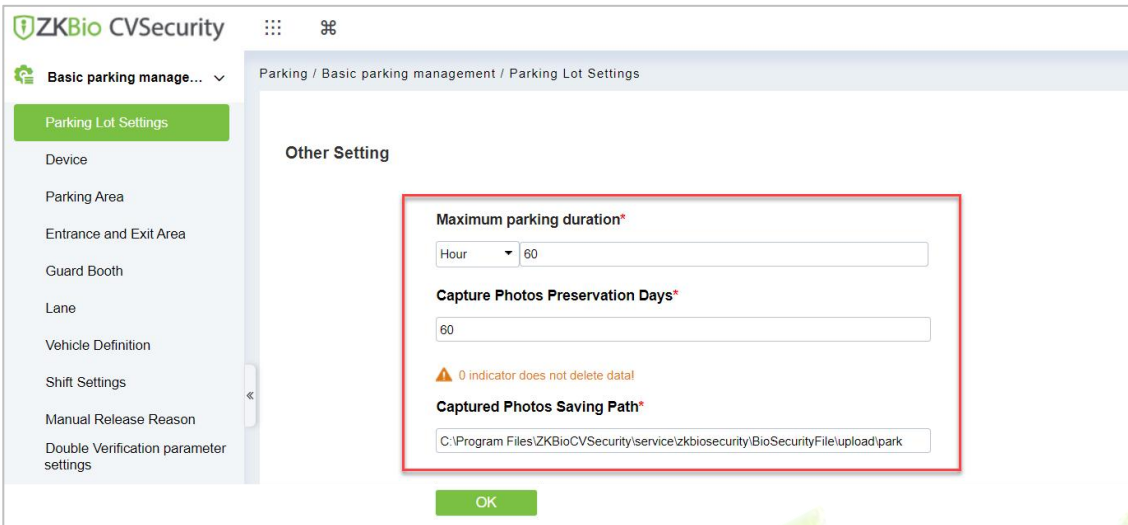 ZKBio CVSecurity
Basic parking manage...
Parking / Basic parking management / Parking Lot Settings
Parking Lot Settings
Device
Parking Area
Entrance and Exit Area
Guard Booth
Lane
Vehicle Definition
Shift Settings
Manual Release Reason
Double Verification parameter
settings
Other Setting
Maximum parking duration*
Hour 60
Capture Photos Preservation Days*
60
0 indicator does not delete data!
Captured Photos Saving Path*
C:\Program Files\ZKBioCVSecurity\service\zkbiosecurity\BioSecurityFile\upload\park
OK